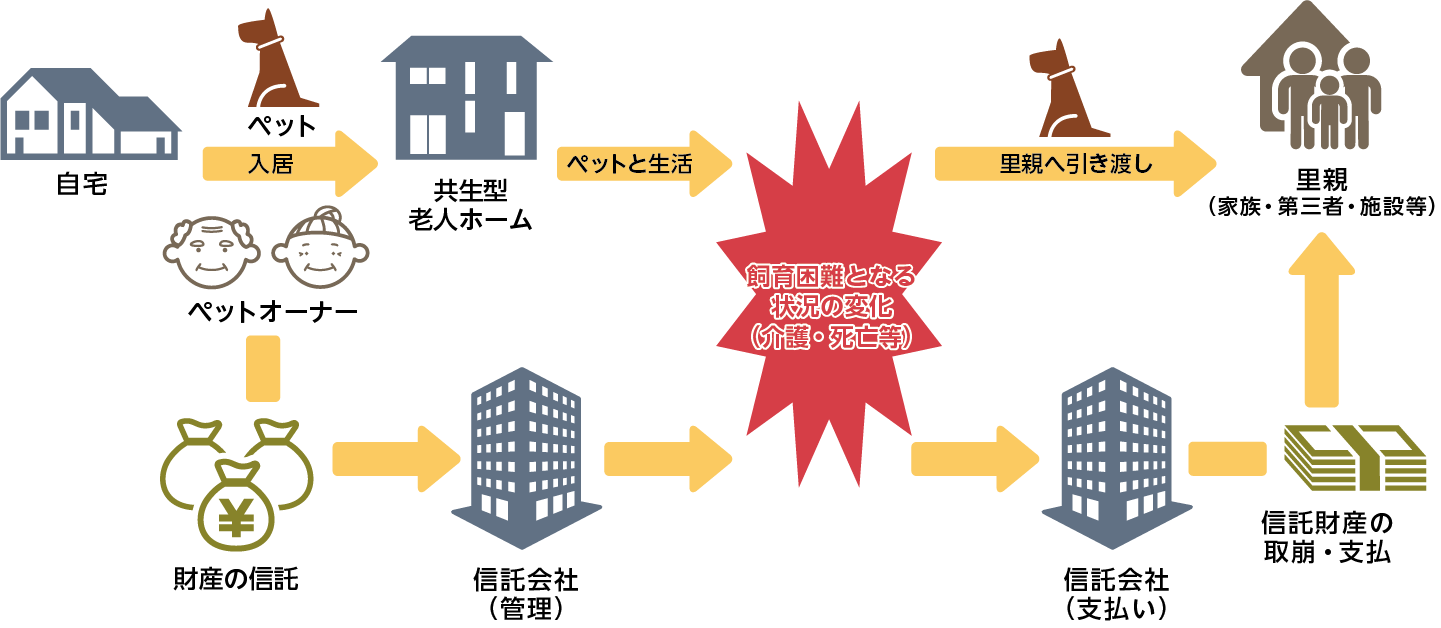 ペット
自宅
入居
共生型
老人ホーム
ペットと生活
里親へ引き渡し
里親
(家族・第三者・施設等)
ペットオーナー
飼育困難となる
状況の変化
(介護・死亡等)
¥
財産の信託
信託会社
(管理)
信託会社
(支払い)
信託財産の
取崩・支払